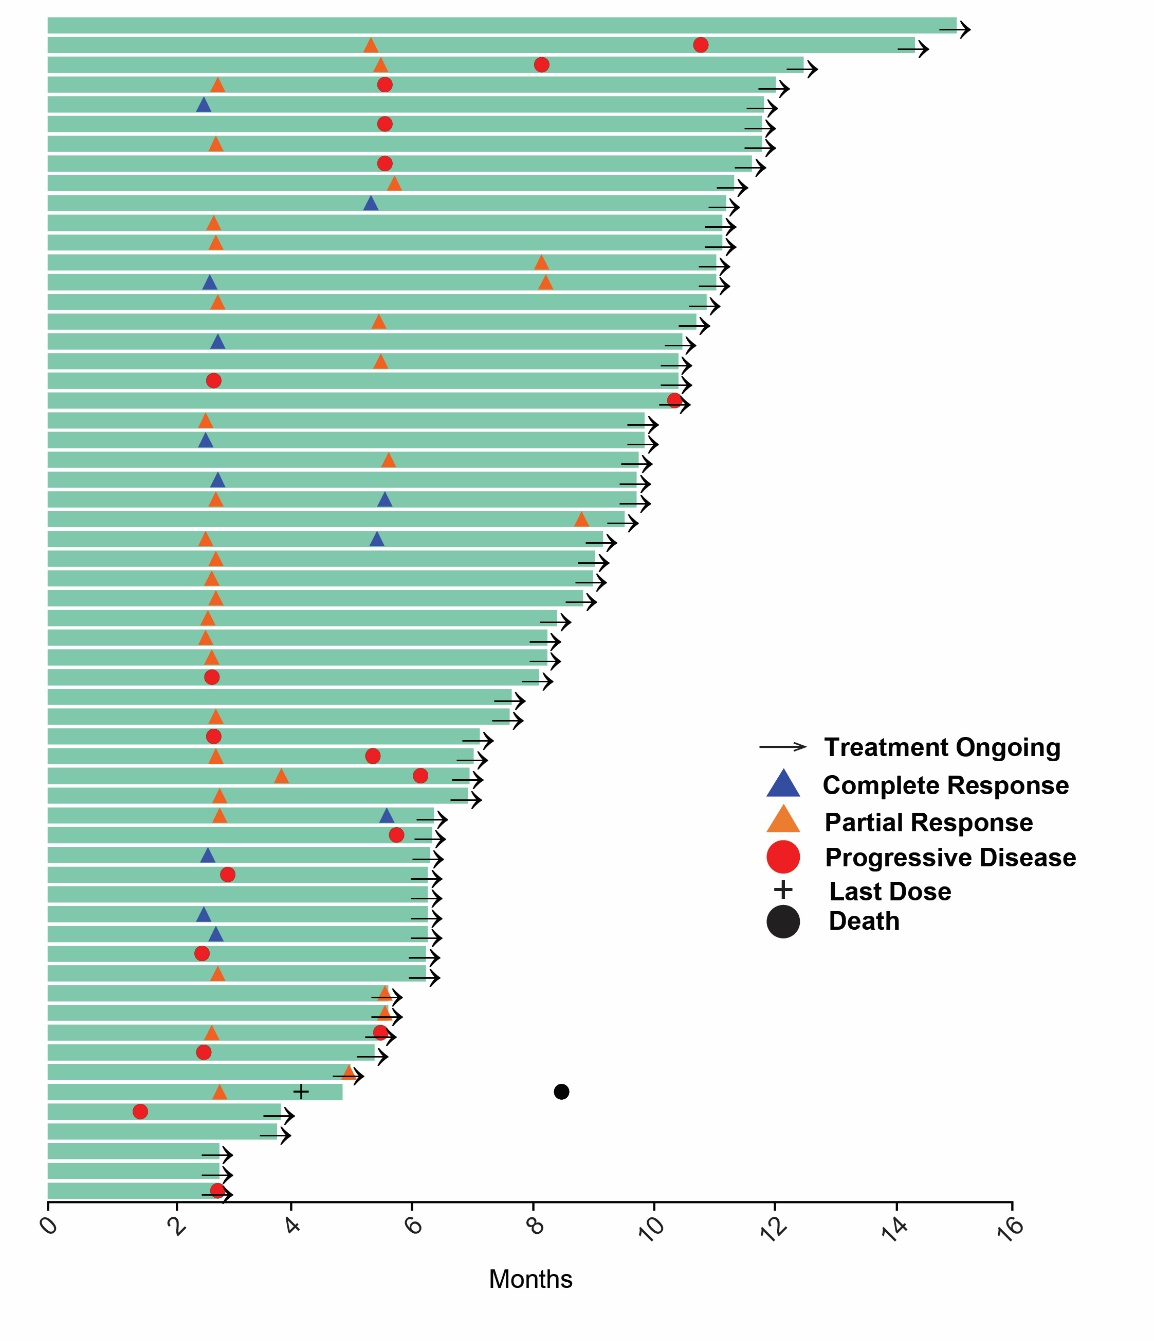 Treatment Ongoing
Complete Response
Partial Response
Progressive Disease
Last Dose
Death
0 2 4 6 8 10 12 14 16
Months